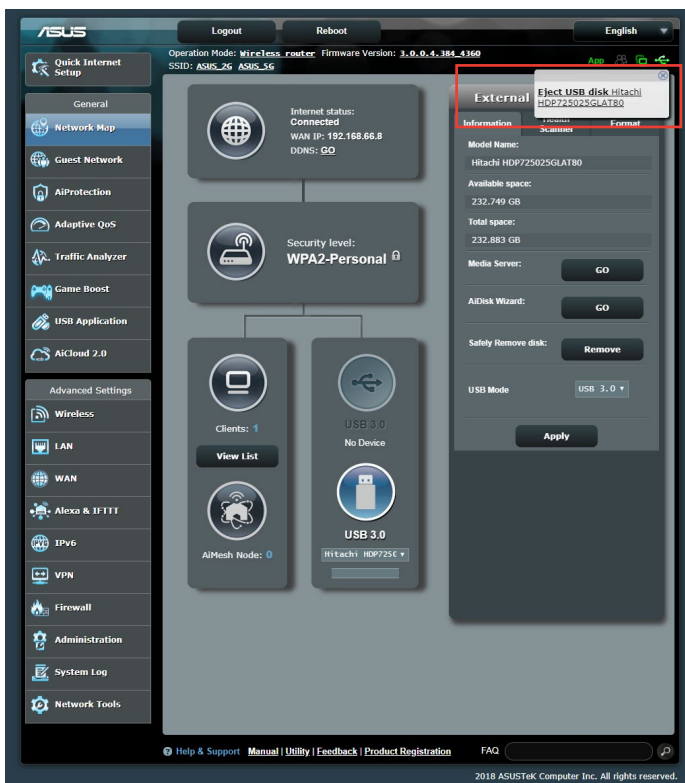 ASUS
Logout
Reboot
English
Quick Internet
Setup
Operation Mode: Wireless router Firmware Version: 3.0.0.4.384_4360
SSID: ASUS_2G ASUS_5G
App
General
Network Map
Guest Network
AiProtection
Adaptive QoS
Traffic Analyzer
Game Boost
USB Application
AiCloud 2.0
Advanced Settings
Wireless
LAN
WAN
Alexa & IFTTT
IPv6
VPN
Firewall
Administration
System Log
Network Tools
Internet status:
Connected
WAN IP: 192.168.66.8
DDNS: GO
Security level:
WPA2-Personal
Clients: 1
View List
AiMesh Node: 0
USB 3.0
No Device
USB 3.0
Hitachi HDP725
External
Eject USB disk Hitachi
HDP725025GLAT80
Information
Health
Scanner
Format
Model Name:
Hitachi HDP725025GLAT80
Available space:
232.749 GB
Total space:
232.883 GB
Media Server:
GO
AiDisk Wizard:
GO
Safely Remove disk:
Remove
USB Mode
USB 3.0
Apply
Help & Support Manual | Utility | Feedback | Product Registration
FAQ
2018 ASUSTeK Computer Inc. All rights reserved.